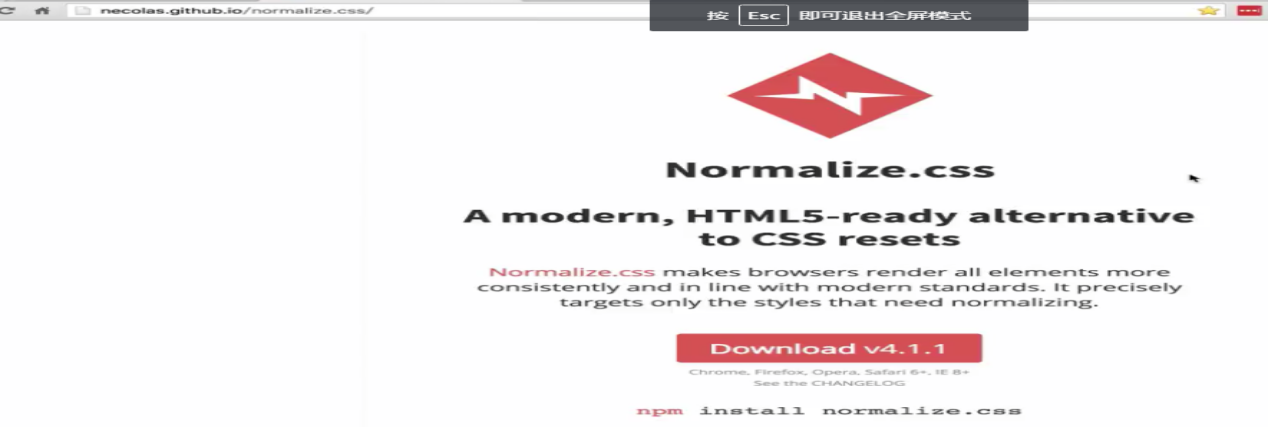 necolas.github.io/normalize.css/
按 Esc 即可退出全屏模式
Normalize.css
A modern, HTML5-ready alternative
to CSS resets
Normalize.css makes browsers render all elements more
consistently and in line with modern standards. It precisely
targets only the styles that need normalizing.
Download v4.1.1
Chrome, Firefox, Opera, Safari 6+, IE 8+
See the CHANGELOG
npm install normalize.css